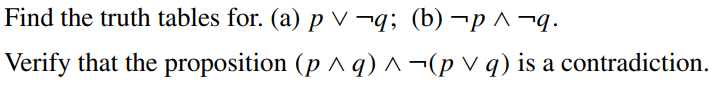 Find the truth tables for. (a) p ∨ ¬q; (b) ¬p ∧ ¬q.
Verify that the proposition (p ∧ q) ∧ ¬(p ∨ q) is a contradiction.